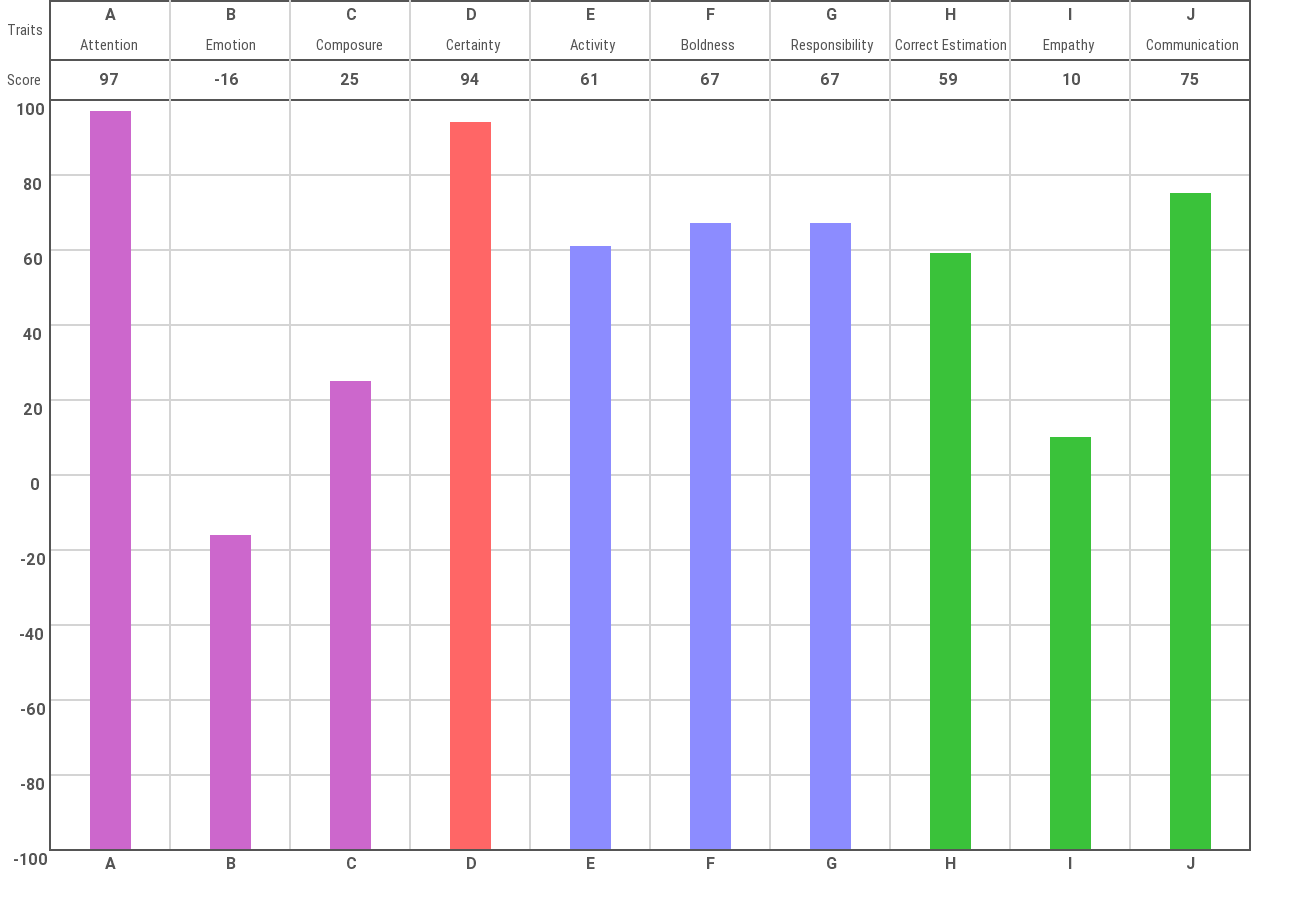 A B C D E F G H I J
Traits
Attention Emotion Composure Certainty Activity Boldness Responsibility Correct Estimation Empathy Communication
Score 97 -16 25 94 61 67 67 59 10 75
100
80
60
40
20
0
-20
-40
-60
-80
-100
A B C D E F G H I J